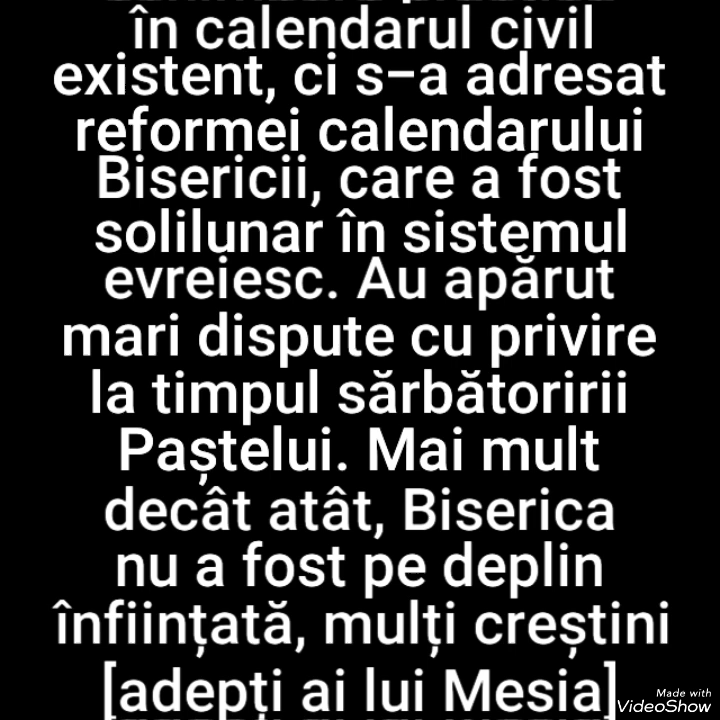 în calendarul civil
existent, ci s-a adresat
reformei calendarului
Bisericii, care a fost
solilunar în sistemul
evreiesc. Au apărut
mari dispute cu privire
la timpul sărbătoririi
Paștelui. Mai mult
decât atât, Biserica
nu a fost pe deplin
înființată, mulți creștini
[adepți ai lui Mesia]
Made with
VideoShow